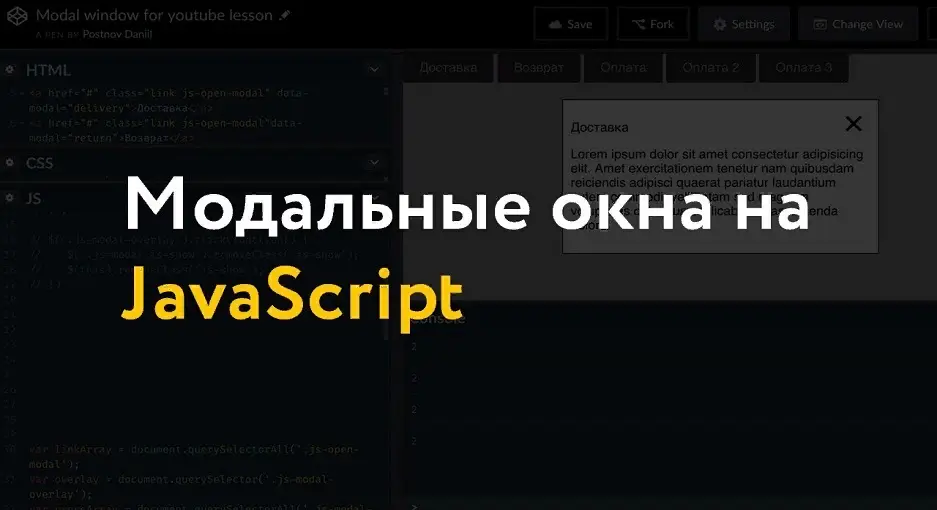 Modal window for youtube lesson
A PEN BY Postnov Daniil
Save
Fork
Settings
Change View
HTML
<a href="#" class="link js-open-modal" data-
modal="delivery">Доставка</a>
<a href="#" class="link js-open-modal"data-
modal="return">Возврат</a>
CSS
JS
Доставка
Возврат
Оплата
Оплата 2
Оплата 3
Доставка
Lorem ipsum dolor sit amet consectetur adipisicing
elit. Amet exercitationem tenetur nam quibusdam
reiciendis adipisci quaerat pariatur laudantium
Модальные окна на
JavaScript
Console
2
2
2
2
var linkArray = document.querySelectorAll('.js-open-
modal');
var overlay = document.querySelector('.js-modal-
overlay');